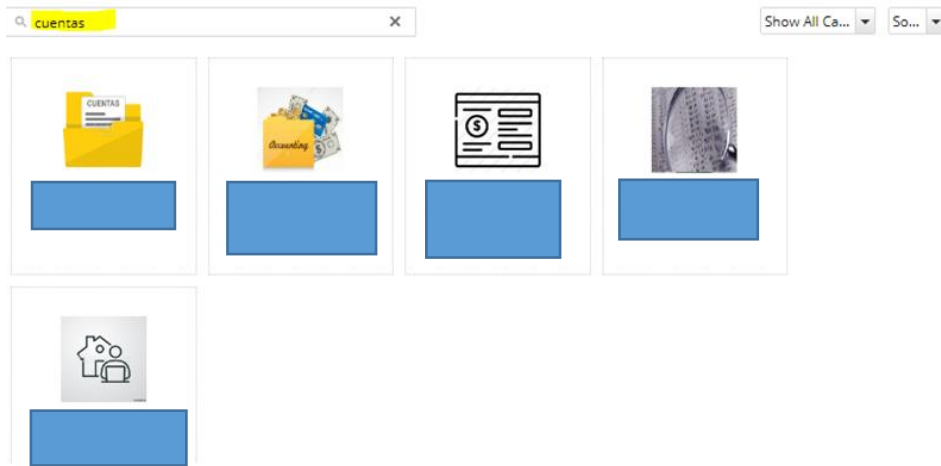 cuentas
Show All Ca...
So...
CUENTAS
Accounting